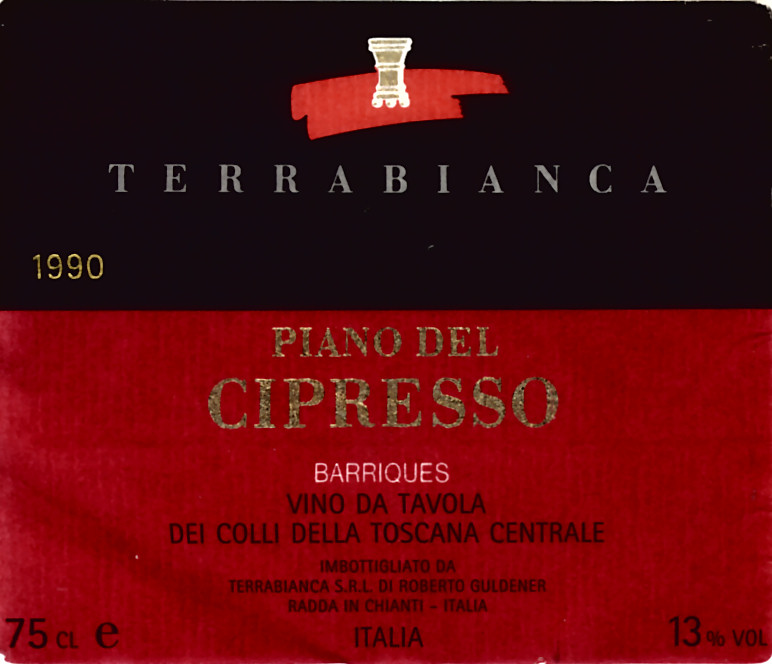 TERRABIANCA
1990
PIANO DEL
CIPRESSO
BARRIQUES
VINO DA TAVOLA
DEI COLLI DELLA TOSCANA CENTRALE
IMBOTTIGLIATO DA
TERRABIANCA S.R.L. DI ROBERTO GULDENER
RADDA IN CHIANTI - ITALIA
75 CL e ITALIA 13 % VOL